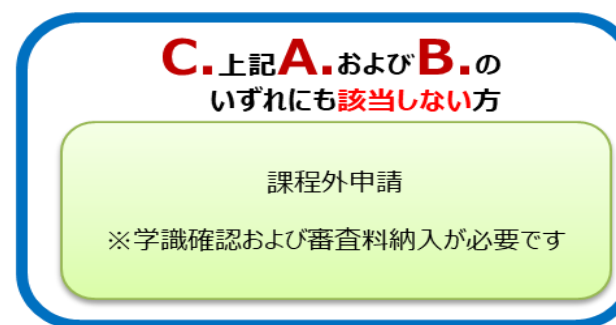 C.上記A.およびB.の
いずれにも該当しない方
課程外申請
※学識確認および審査料納入が必要です